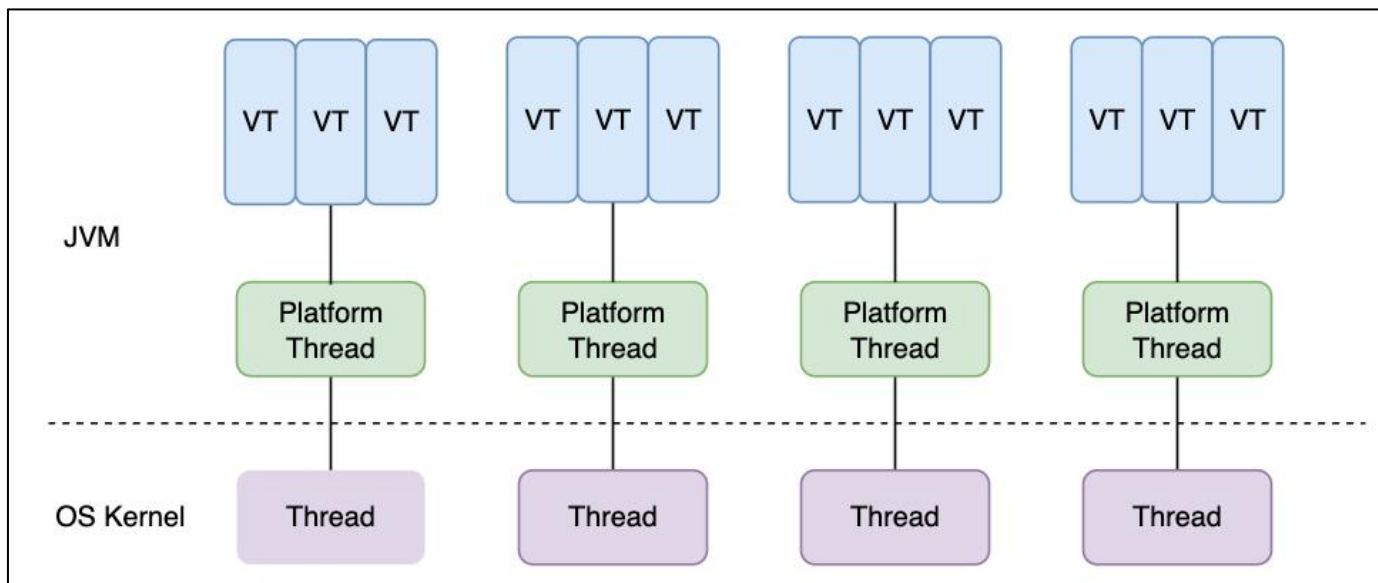 VT VT VT VT VT VT VT VT VT VT VT VT
JVM
Platform Platform Platform Platform
Thread Thread Thread Thread
OS Kernel Thread Thread Thread Thread